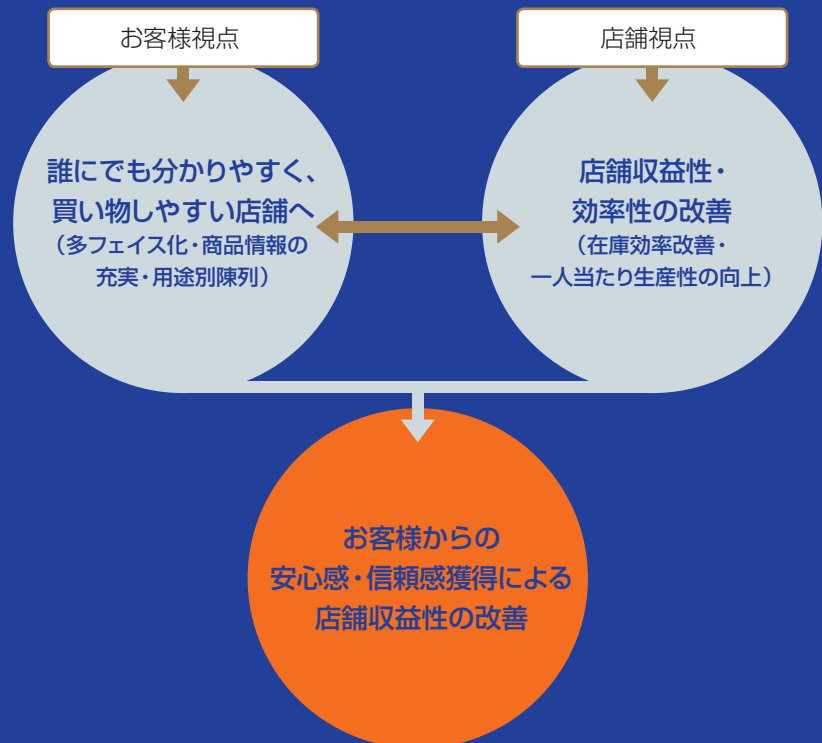 お客様視点
店舗視点
誰にでも分かりやすく、
買い物しやすい店舗へ
（多フェイス化・商品情報の
充実・用途別陳列）
店舗収益性・
効率性の改善
（在庫効率改善・
一人当たり生産性の向上）
お客様からの
安心感・信頼感獲得による
店舗収益性の改善